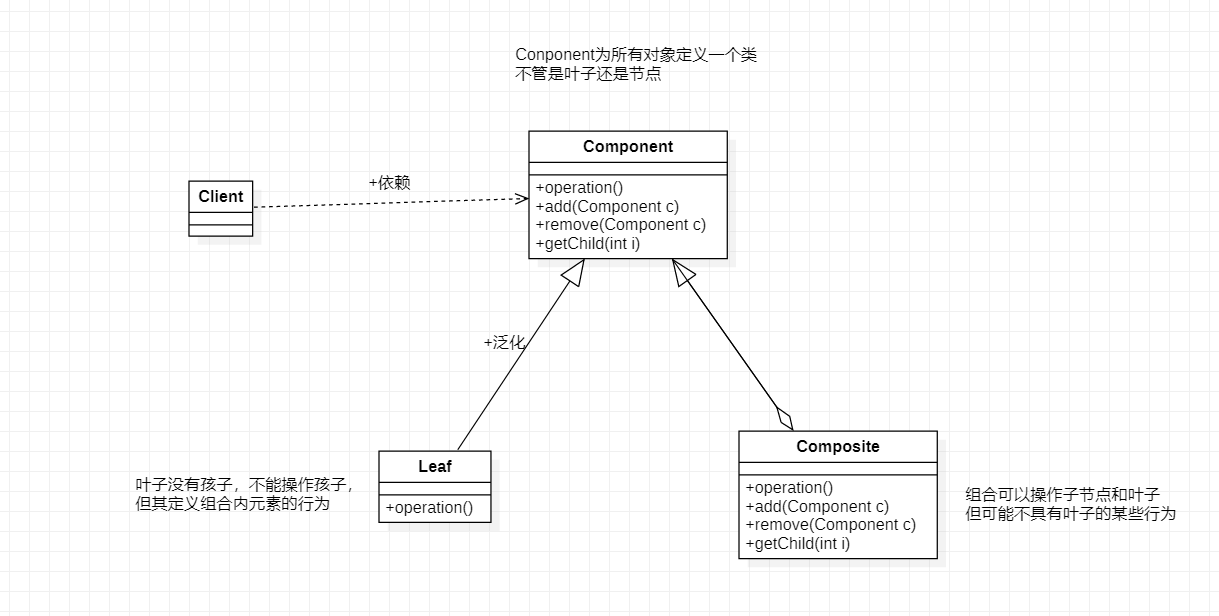 Conponent为所有对象定义一个类
不管是叶子还是节点
Component
+operation()
+add(Component c)
+remove(Component c)
+getChild(int i)
Client
+依赖
+泛化
Leaf
+operation()
叶子没有孩子，不能操作孩子，
但其定义组合内元素的行为
Composite
+operation()
+add(Component c)
+remove(Component c)
+getChild(int i)
组合可以操作子节点和叶子
但可能不具有叶子的某些行为